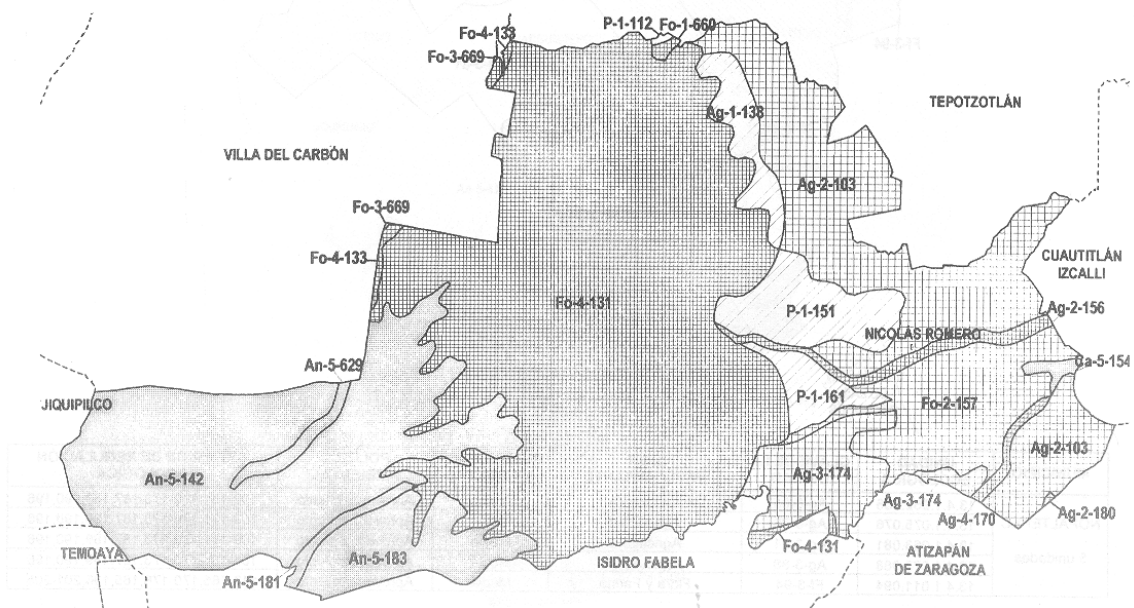 P-1-112
Fo-1-660
Fo-4-133
Fo-3-669
TEPOTZOTLÁN
Ag-1-138
VILLA DEL CARBÓN
Ag-2-103
Fo-3-669
Fo-4-133
CUAUTITLÁN
IZCALLI
Fo-4-131
P-1-151
Ag-2-156
NICOLÁS ROMERO
An-5-629
Ca-5-154
JIQUIPILCO
P-1-161
Fo-2-157
Ag-2-103
An-5-142
Ag-3-174
Ag-3-174
Ag-4-170
Ag-2-180
Fo-4-131
TEMOAYA
An-5-183
ISIDRO FABELA
ATIZAPÁN
DE ZARAGOZA
An-5-181